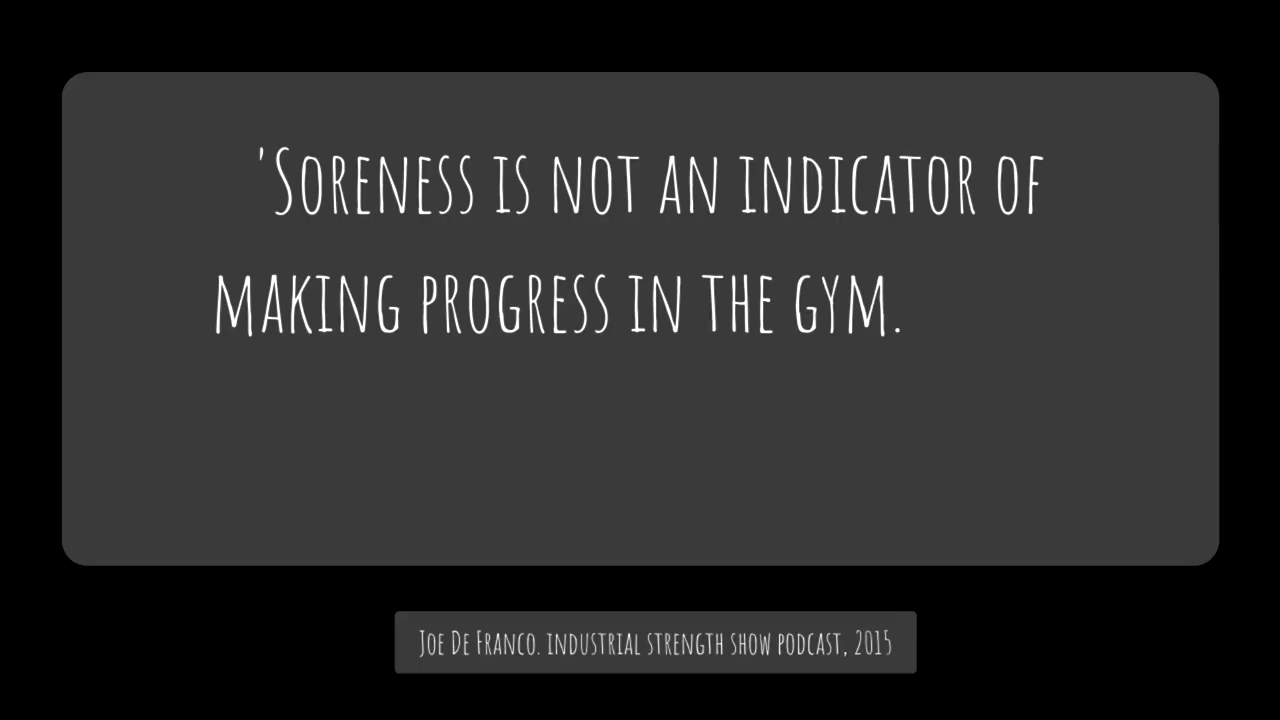 'Soreness is not an indicator of
making progress in the gym.
Joe De Franco. industrial strength show podcast, 2015